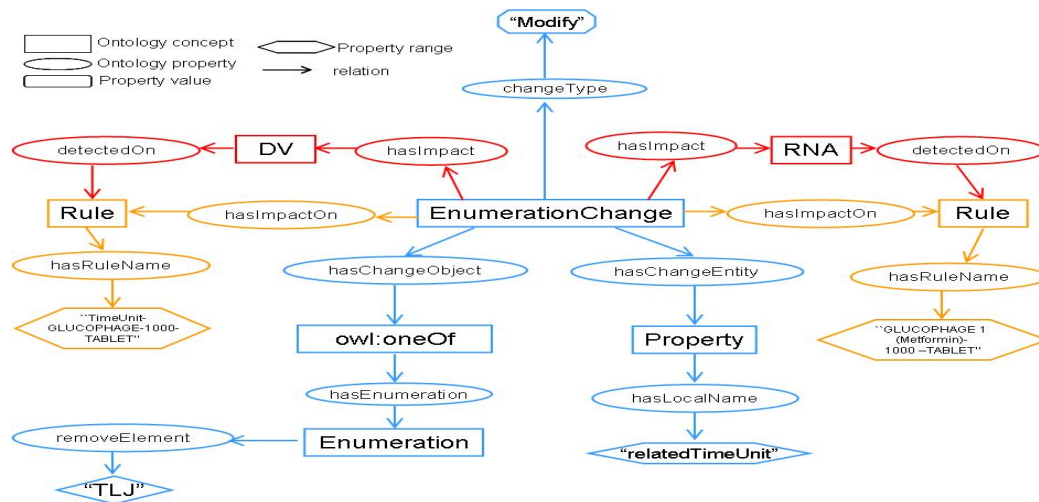 “Modify”
Ontology concept
Property range
Ontology property
relation
Property value
changeType
detectedOn
DV
hasImpact
hasImpact
RNA
detectedOn
Rule
hasImpactOn
EnumerationChange
hasImpactOn
Rule
hasRuleName
hasChangeObject
hasChangeEntity
hasRuleName
``TimeUnit-
GLUCOPHAGE-1000-
TABLET''
``GLUCOPHAGE 1
(Metformin)-
1000 –TABLET"
owl:oneOf
Property
hasEnumeration
hasLocalName
removeElement
Enumeration
“relatedTimeUnit”
“TLJ”